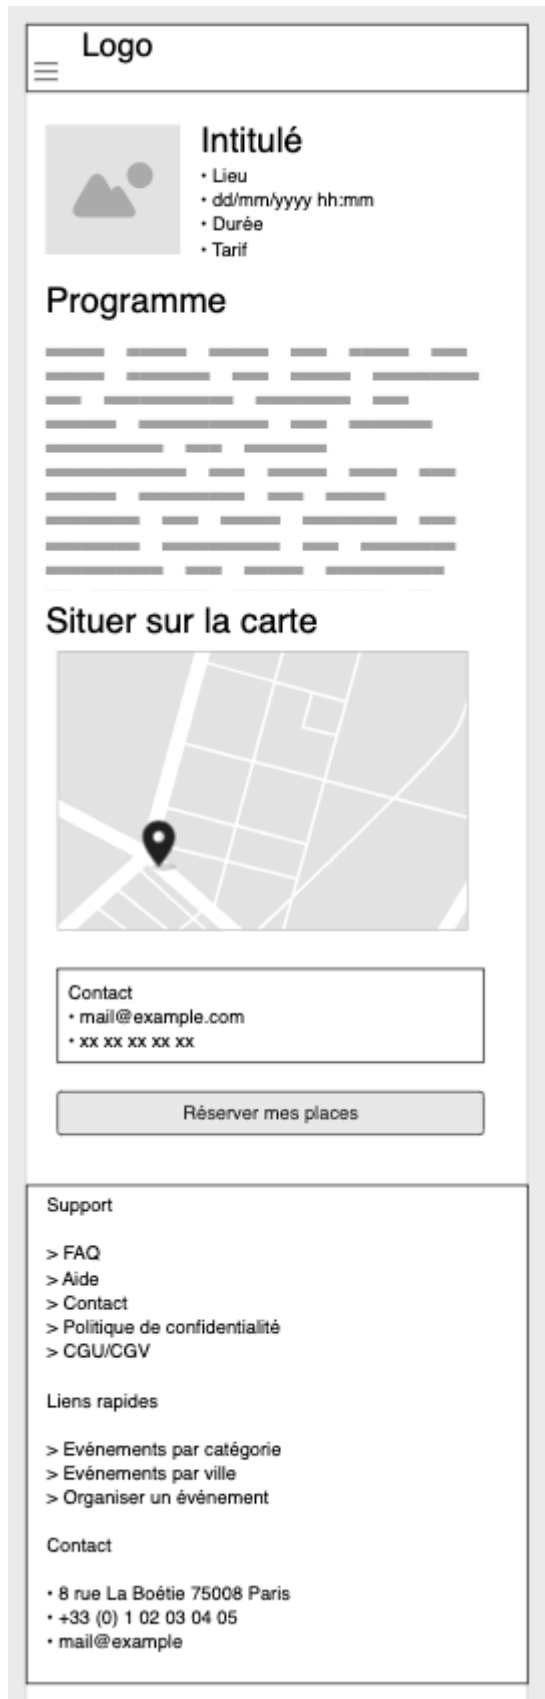 Logo
Intitulé
• Lieu
• dd/mm/yyyy hh:mm
• Durée
• Tarif
Programme
Situer sur la carte
Contact
• mail@example.com
• xx xx xx xx xx
Réserver mes places
Support
> FAQ
> Aide
> Contact
> Politique de confidentialité
> CGU/CGV
Liens rapides
> Evénements par catégorie
> Evénements par ville
> Organiser un événement
Contact
• 8 rue La Boétie 75008 Paris
• +33 (0) 1 02 03 04 05
• mail@example